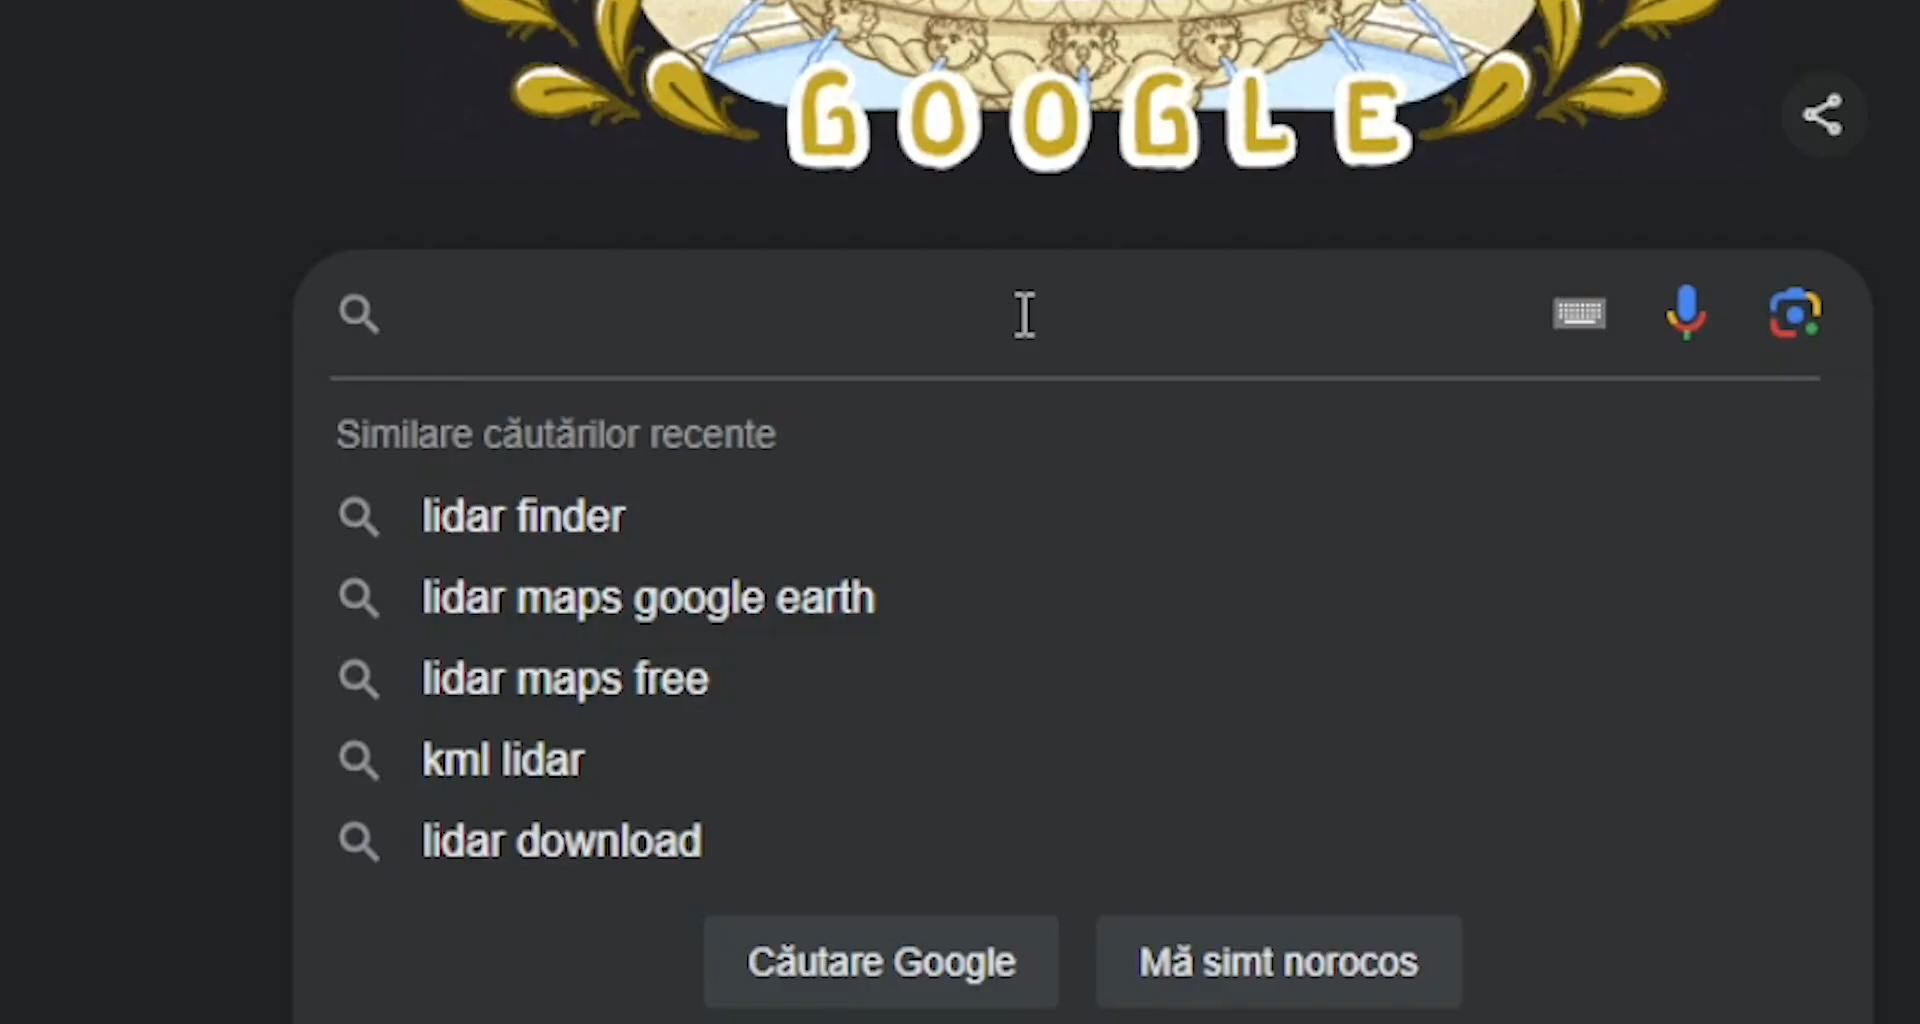 GOOGLE
Similare căutărilor recente
lidar finder
lidar maps google earth
lidar maps free
kml lidar
lidar download
Căutare Google
Mă simt norocos